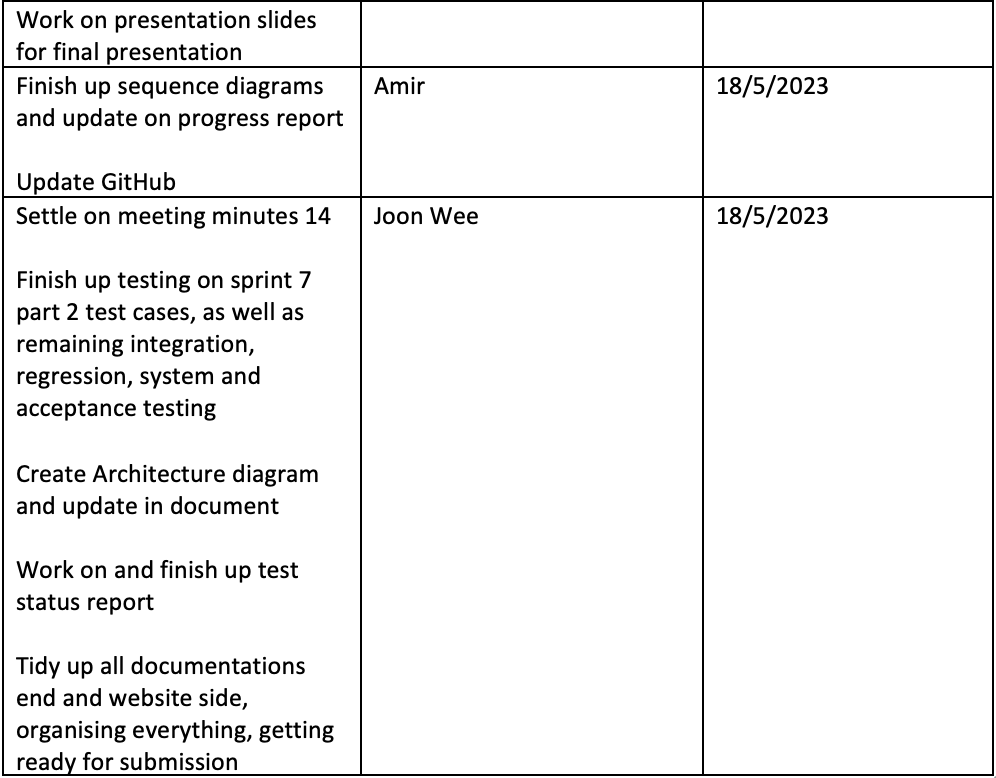 Work on presentation slides
for final presentation
Finish up sequence diagrams
and update on progress report
Update GitHub
Amir
18/5/2023
Settle on meeting minutes 14
Finish up testing on sprint 7
part 2 test cases, as well as
remaining integration,
regression, system and
acceptance testing
Create Architecture diagram
and update in document
Work on and finish up test
status report
Tidy up all documentations
end and website side,
organising everything, getting
ready for submission
Joon Wee
18/5/2023